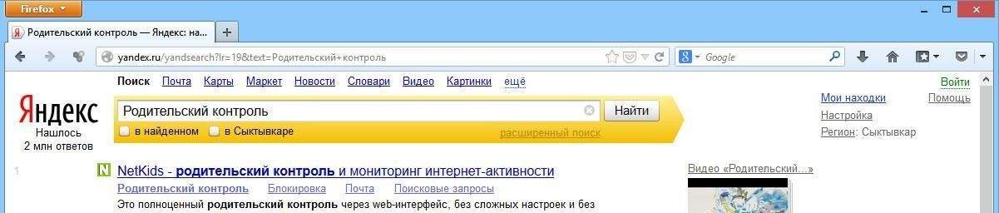 Firefox
Родительский контроль — Яндекс: на...
yandex.ru/yandsearch?lr=19&text=Родительский+контроль
Google
Поиск Почта Карты Маркет Новости Словари Видео Картинки ещё
Войти
Яндекс
Нашлось
2 млн ответов
Родительский контроль
Найти
в найденном в Сыктывкаре расширенный поиск
Мои находки Помощь
Настройка
Регион: Сыктывкар
1
NetKids - родительский контроль и мониторинг интернет-активности
Родительский контроль Блокировка Почта Поисковые запросы
Это полноценный родительский контроль через web-интерфейс, без сложных настроек и без
Видео «Родительский...»